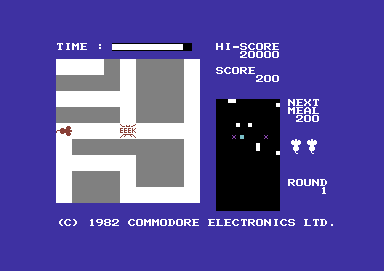 TIME :
HI-SCORE
20000
SCORE
200
NEXT
MEAL
200
EEEK
ROUND
1
(C) 1982 COMMODORE ELECTRONICS LTD.